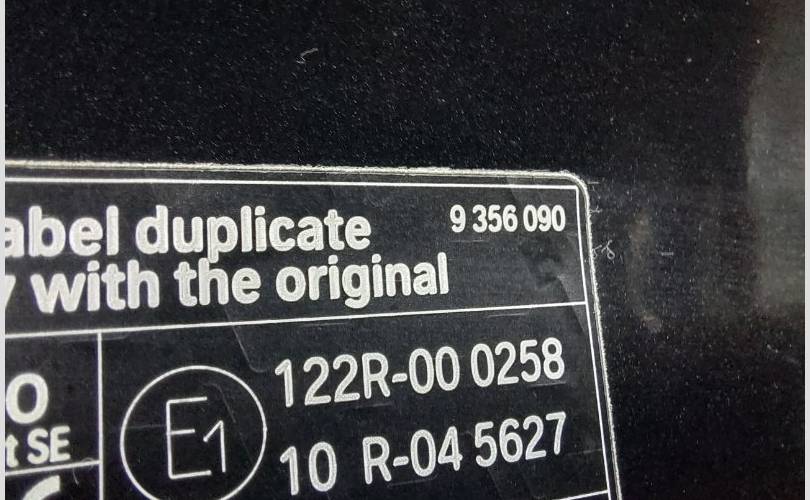 abel duplicate 9 356 090
with the original
122R-00 0258
E1
10 R-04 5627
t SE